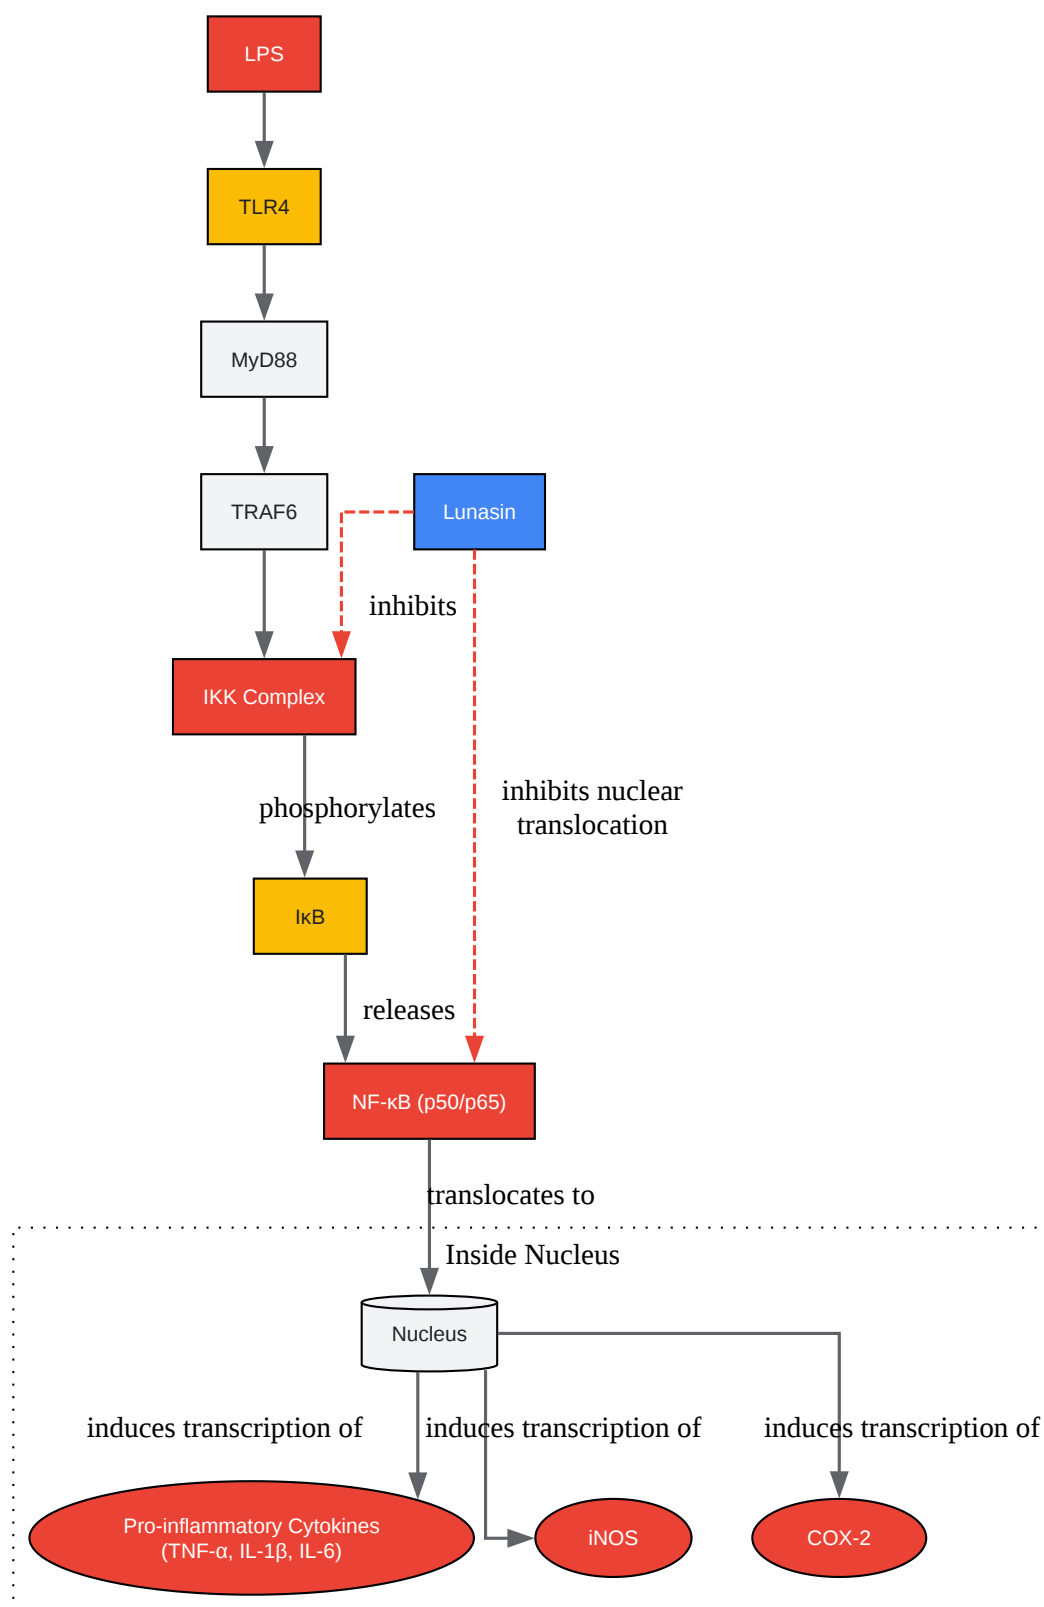 LPS
TLR4
MyD88
TRAF6
Lunasin
inhibits
IKK Complex
phosphorylates
inhibits nuclear
translocation
IκB
releases
NF-κB (p50/p65)
translocates to
Inside Nucleus
Nucleus
induces transcription of
induces transcription of
induces transcription of
Pro-inflammatory Cytokines
(TNF-α, IL-1β, IL-6)
iNOS
COX-2